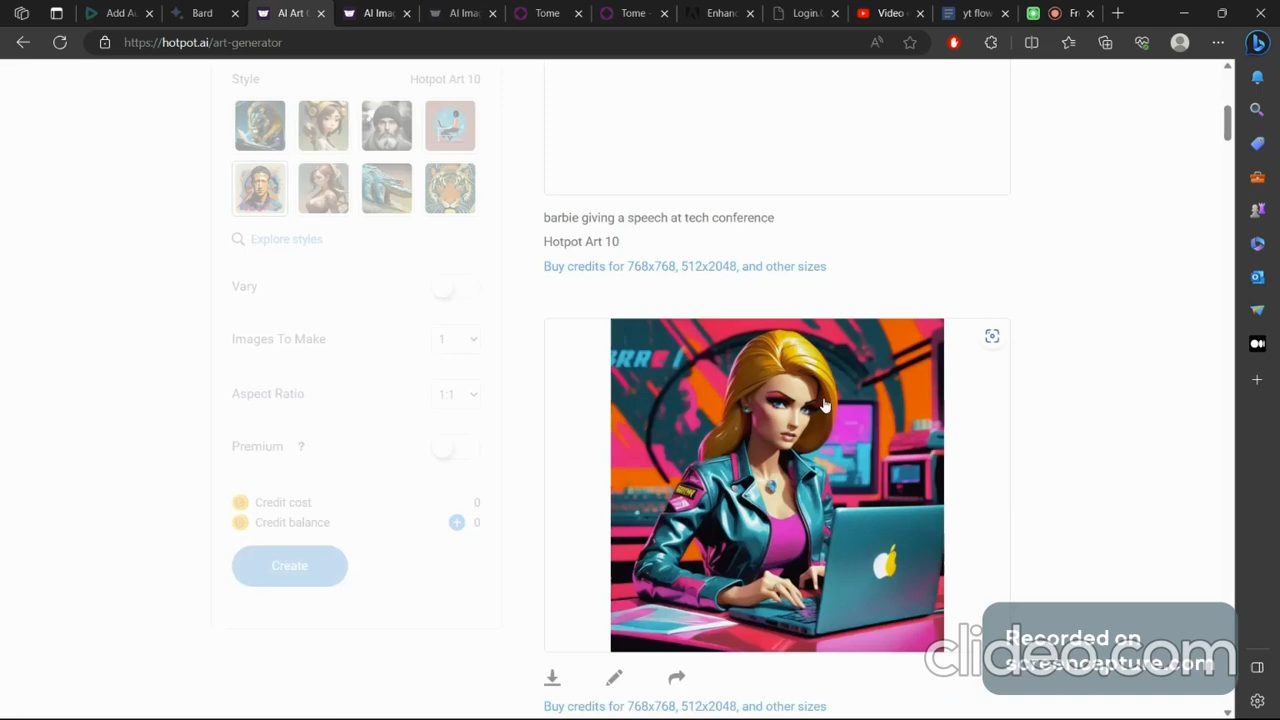 Add Au
Bard
AI Art G
AI Imag
AI Imag
Tome
Tome -
Enhanc
Login.C
Video e
yt flow
Fr
https://hotpot.ai/art-generator
Style
Hotpot Art 10
Explore styles
Vary
Images To Make
1
Aspect Ratio
1:1
Premium ?
Credit cost
0
Credit balance
0
Create
barbie giving a speech at tech conference
Hotpot Art 10
Buy credits for 768x768, 512x2048, and other sizes
Buy credits for 768x768, 512x2048, and other sizes
Recorded on
screencapture.com
clideo.com